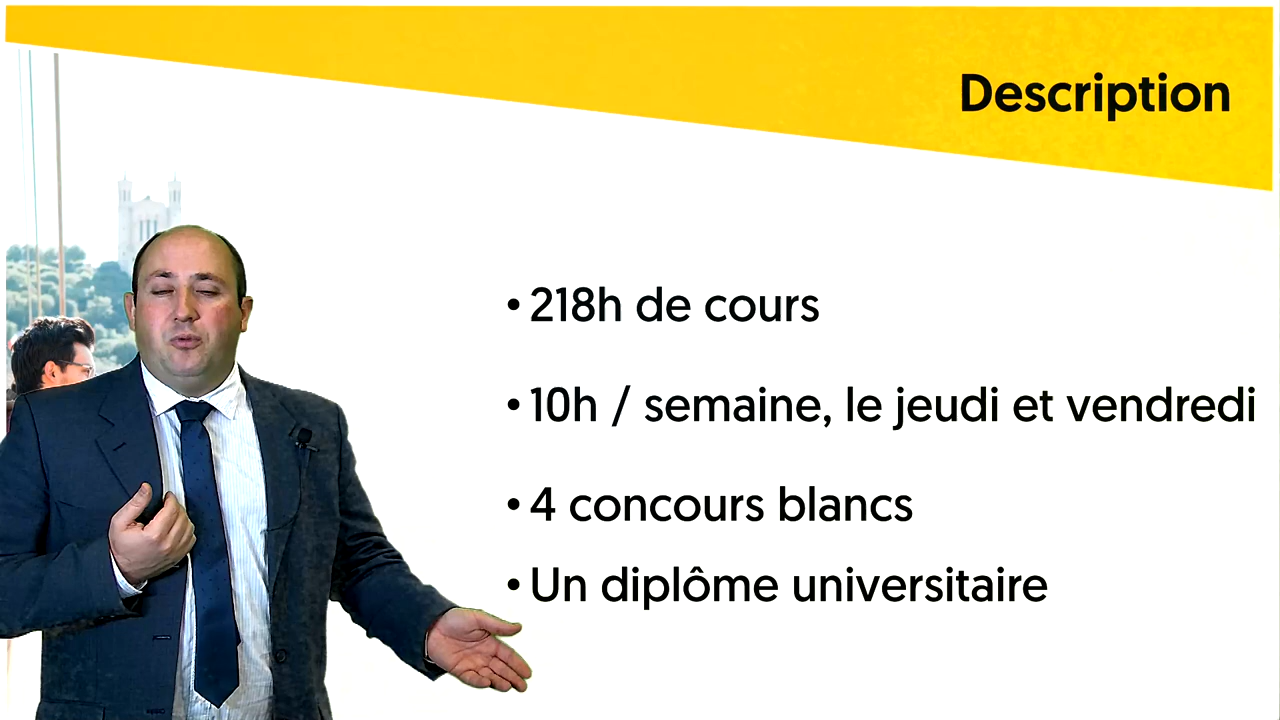 Description
• 218h de cours
• 10h / semaine, le jeudi et vendredi
• 4 concours blancs
• Un diplôme universitaire